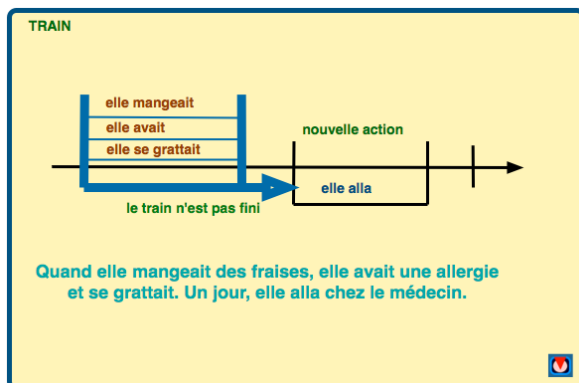 TRAIN
elle mangeait
elle avait
elle se grattait
nouvelle action
elle alla
le train n'est pas fini
Quand elle mangeait des fraises, elle avait une allergie
et se grattait. Un jour, elle alla chez le médecin.